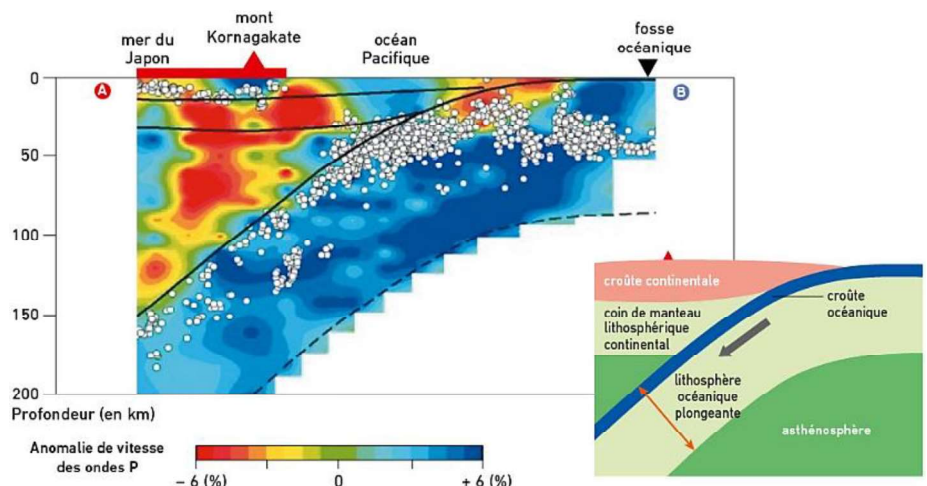 mer du
Japon
mont
Kornagakate
océan
Pacifique
fosse
océanique
A
B
0
50
100
150
200
Profondeur (en km)
Anomalie de vitesse
des ondes P
– 6 (%)
0
+ 6 (%)
croûte continentale
coin de manteau
lithosphérique
continental
croûte
océanique
lithosphère
océanique
plongeante
asthénosphère